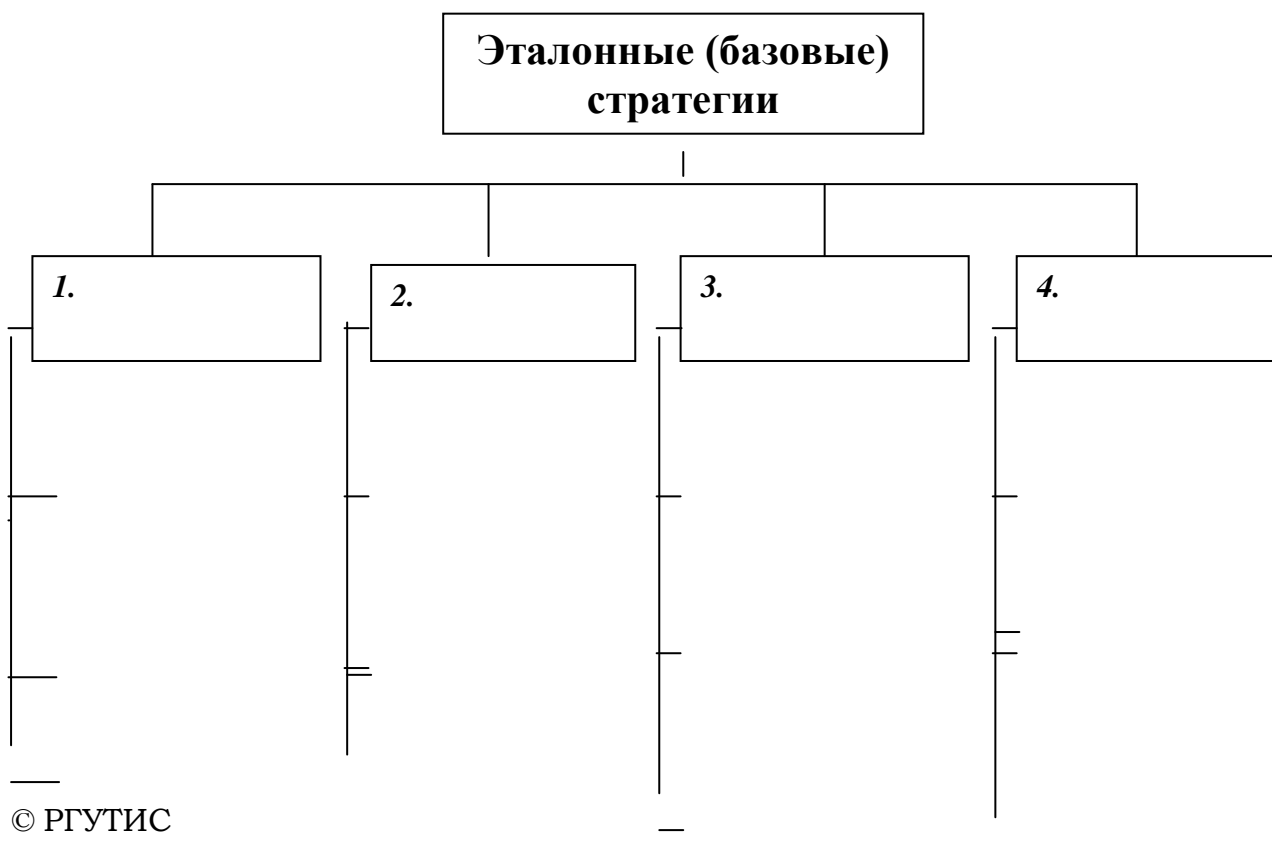 Эталонные (базовые)
стратегии
1.
2.
3.
4.
© РГУТИС